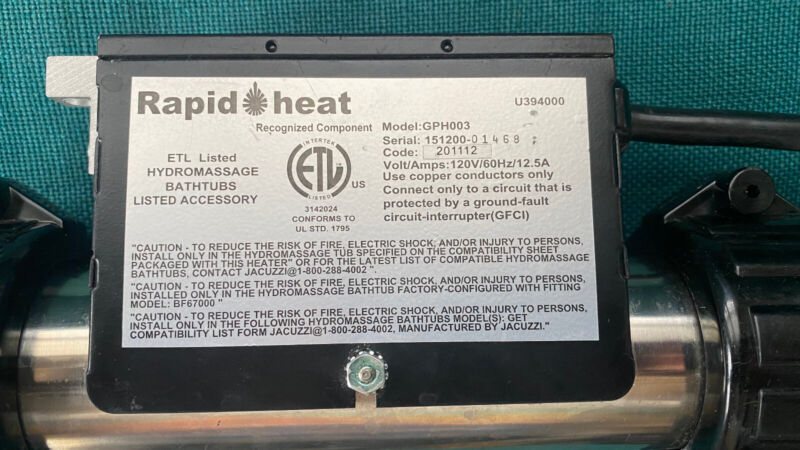 Rapid heat
U394000
Recognized Component
Model:GPH003
Serial: 151200-01468
Code: 201112
Volt/Amps:120V/60Hz/12.5A
Use copper conductors only
Connect only to a circuit that is
protected by a ground-fault
circuit-interrupter(GFCI)
ETL Listed
HYDROMASSAGE
BATHTUBS
LISTED ACCESSORY
INTERTEK
ETL
LISTED
US
3142024
CONFORMS TO
UL STD. 1795
"CAUTION - TO REDUCE THE RISK OF FIRE, ELECTRIC SHOCK, AND/OR INJURY TO PERSONS,
INSTALL ONLY IN THE HYDROMASSAGE TUB SPECIFIED ON THE COMPATIBILITY SHEET
PACKAGED WITH THIS HEATER" OR FOR THE LATEST LIST OF COMPATIBLE HYDROMASSAGE
BATHTUBS, CONTACT JACUZZI@1-800-288-4002 ".
"CAUTION - TO REDUCE THE RISK OF FIRE, ELECTRIC SHOCK, AND/OR INJURY TO PERSONS,
INSTALLED ONLY IN THE HYDROMASSAGE BATHTUB FACTORY-CONFIGURED WITH FITTING
MODEL: BF67000 "
"CAUTION - TO REDUCE THE RISK OF FIRE, ELECTRIC SHOCK, AND/OR INJURY TO PERSONS,
INSTALL ONLY IN THE FOLLOWING HYDROMASSAGE BATHTUBS MODEL(S): GET
COMPATIBILITY LIST FORM JACUZZI@1-800-288-4002, MANUFACTURED BY JACUZZI."